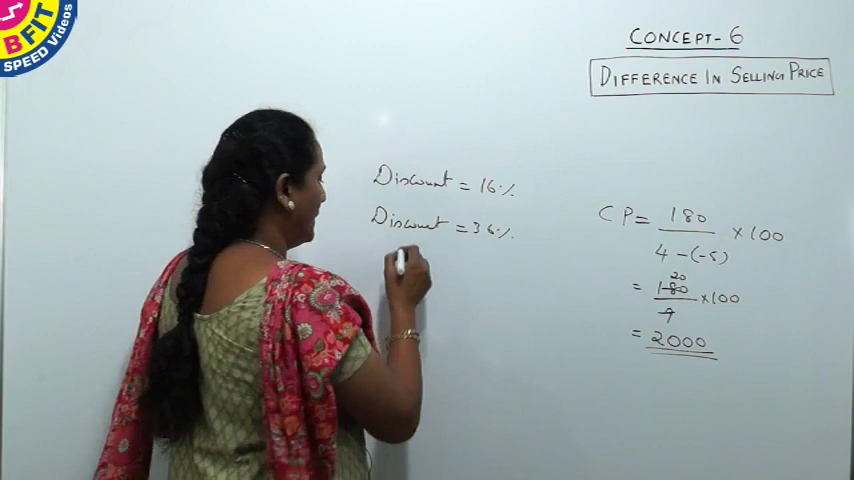 BFIT
SPEED Videos
CONCEPT-6
DIFFERENCE IN SELLING PRICE
Discount = 16%
Discount = 36%
CP = 180 × 100
4-(-5)
20
= 180 × 100
9
= 2000